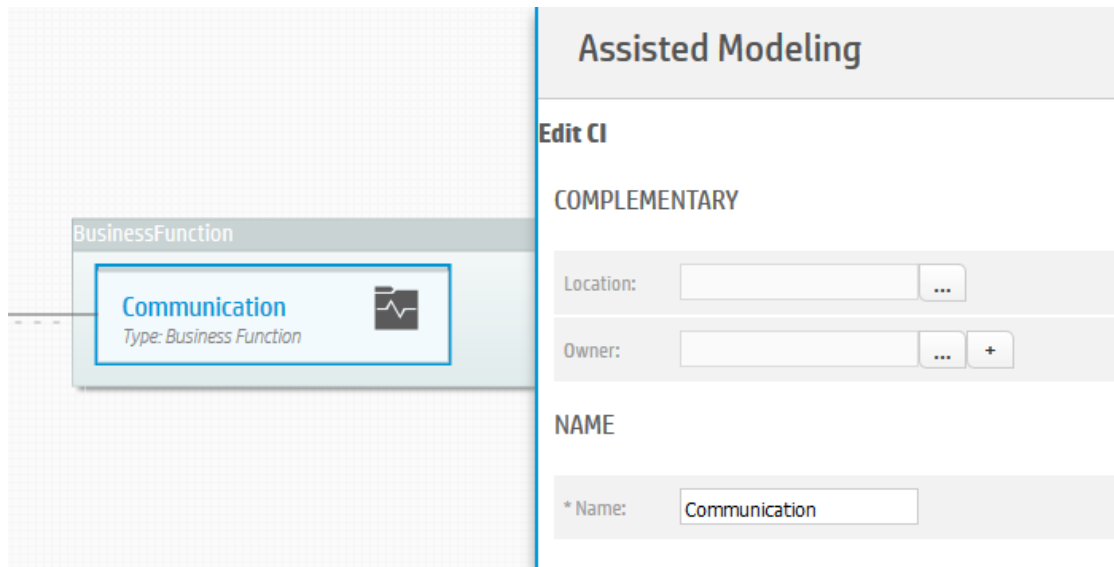 BusinessFunction
Communication
Type: Business Function
Assisted Modeling
Edit CI
COMPLEMENTARY
Location:
...
Owner:
... +
NAME
* Name: Communication